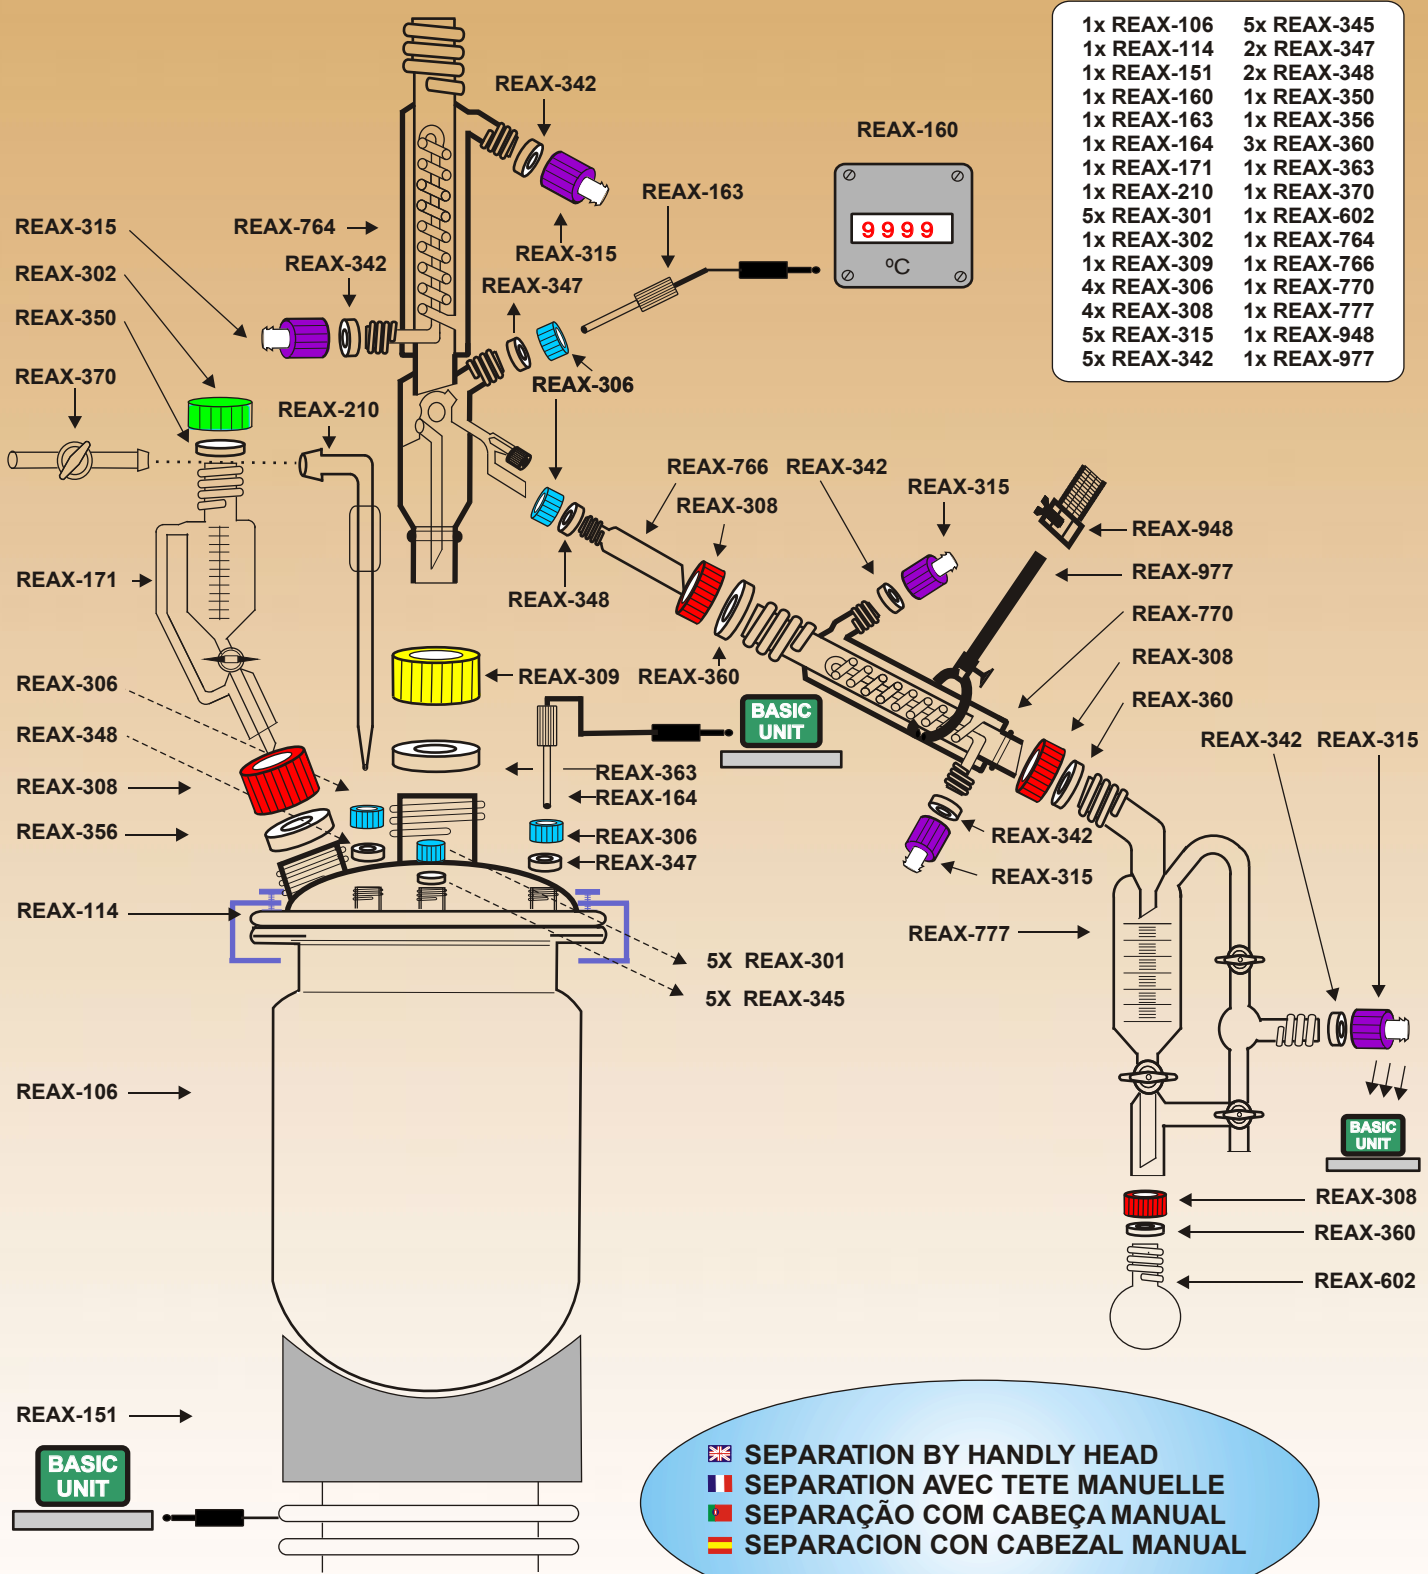 1x REAX-106 5x REAX-345
1x REAX-114 2x REAX-347
1x REAX-151 2x REAX-348
1x REAX-160 1x REAX-350
1x REAX-163 1x REAX-356
1x REAX-164 3x REAX-360
1x REAX-171 1x REAX-363
1x REAX-210 1x REAX-370
5x REAX-301 1x REAX-602
1x REAX-302 1x REAX-764
1x REAX-309 1x REAX-766
4x REAX-306 1x REAX-770
4x REAX-308 1x REAX-777
5x REAX-315 1x REAX-948
5x REAX-342 1x REAX-977
REAX-342
REAX-160
REAX-163
REAX-315
REAX-764
9999
ºC
REAX-315
REAX-342
REAX-302
REAX-347
REAX-350
REAX-370
REAX-306
REAX-210
REAX-766
REAX-342
REAX-315
REAX-308
REAX-948
REAX-171
REAX-977
REAX-348
REAX-770
REAX-308
REAX-306
REAX-309
REAX-360
REAX-360
BASIC
UNIT
REAX-348
REAX-342
REAX-315
REAX-363
REAX-308
REAX-164
REAX-356
REAX-306
REAX-342
REAX-347
REAX-315
REAX-114
REAX-777
5X REAX-301
5X REAX-345
REAX-106
BASIC
UNIT
REAX-308
REAX-360
REAX-602
REAX-151
BASIC
UNIT
SEPARATION BY HANDLY HEAD
SEPARATION AVEC TETE MANUELLE
SEPARAÇÃO COM CABEÇA MANUAL
SEPARACION CON CABEZAL MANUAL